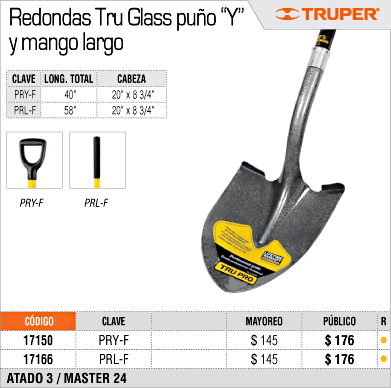 Redondas Tru Glass puño "Y"
y mango largo
TRUPER®
CLAVE LONG. TOTAL CABEZA
PRY-F 40" 20" x 8 3/4"
PRL-F 58" 20" x 8 3/4"
PRY-F PRL-F
TRU PRO
CÓDIGO CLAVE MAYOREO PÚBLICO R
17150 PRY-F $ 145 $ 176
17166 PRL-F $ 145 $ 176
ATADO 3 / MASTER 24